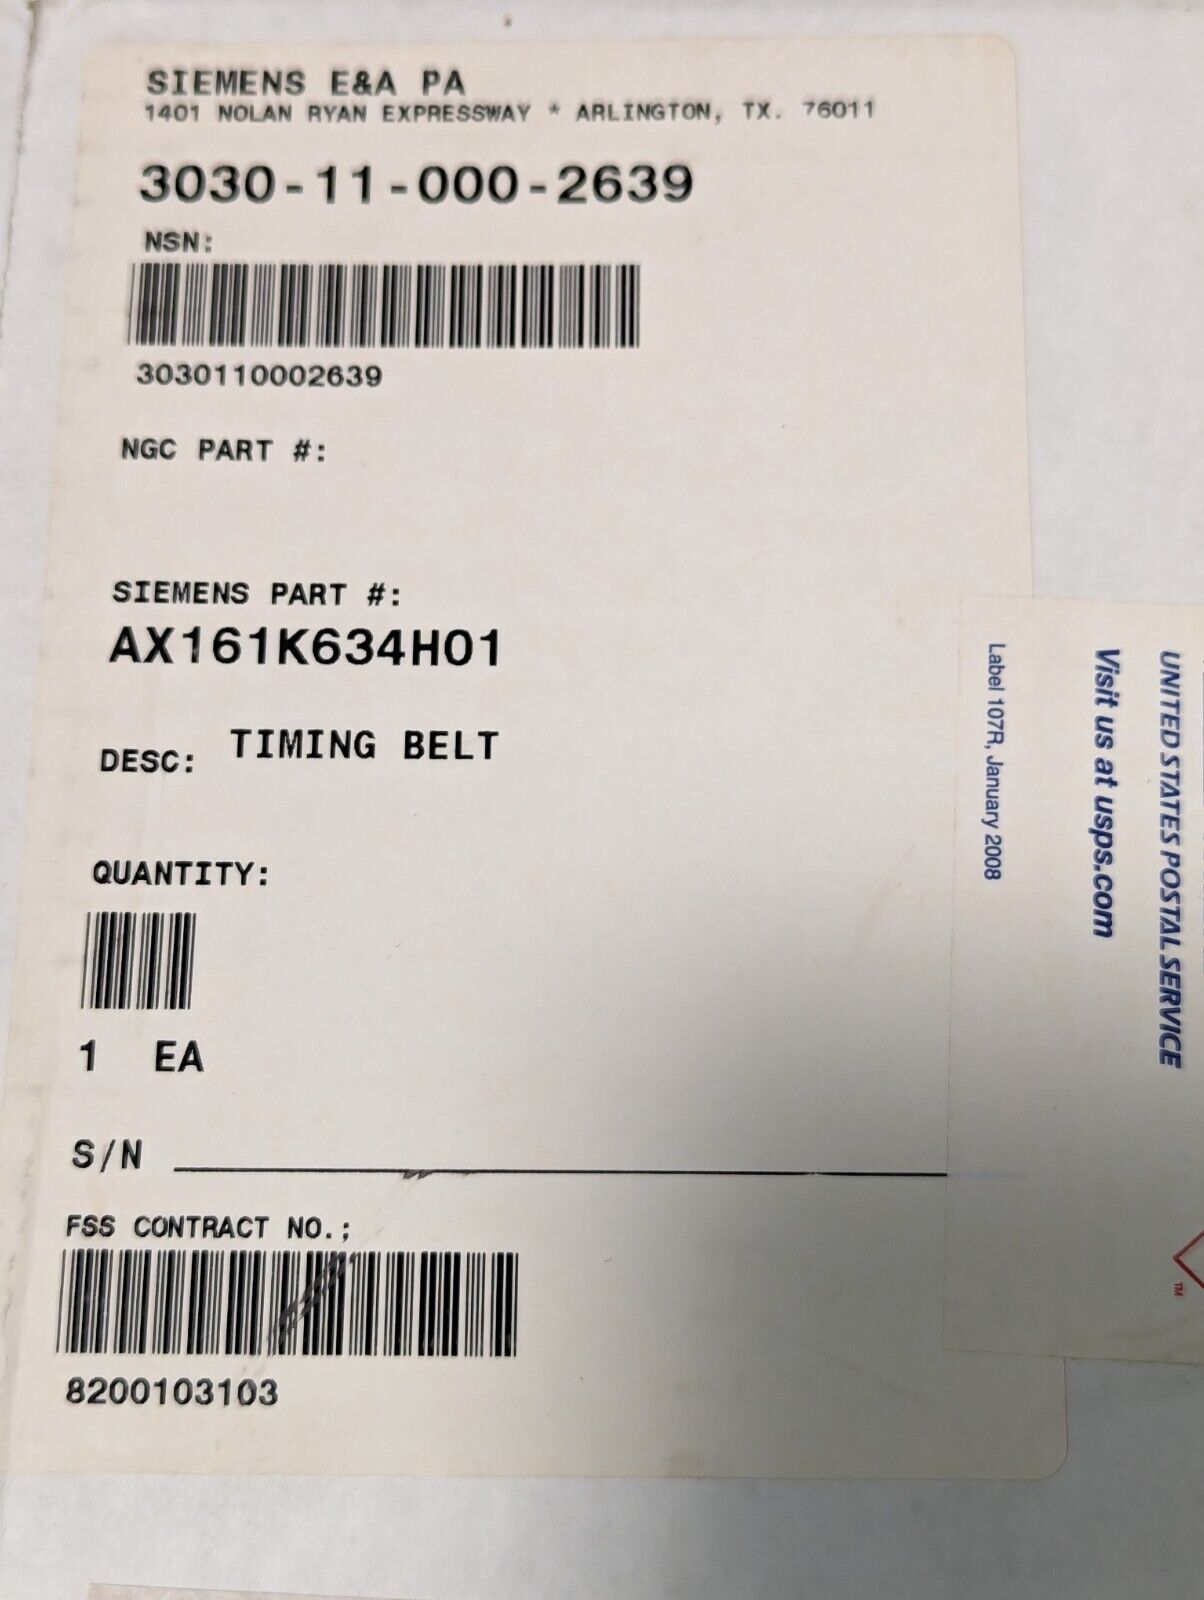 SIEMENS E&A PA
1401 NOLAN RYAN EXPRESSWAY * ARLINGTON, TX. 76011
3030-11-000-2639
NSN:
3030110002639
NGC PART #:
SIEMENS PART #:
AX161K634H01
DESC: TIMING BELT
QUANTITY:
1 EA
S/N
FSS CONTRACT NO.;
8200103103
UNITED STATES POSTAL SERVICE
Visit us at usps.com
Label 107R, January 2008
TM